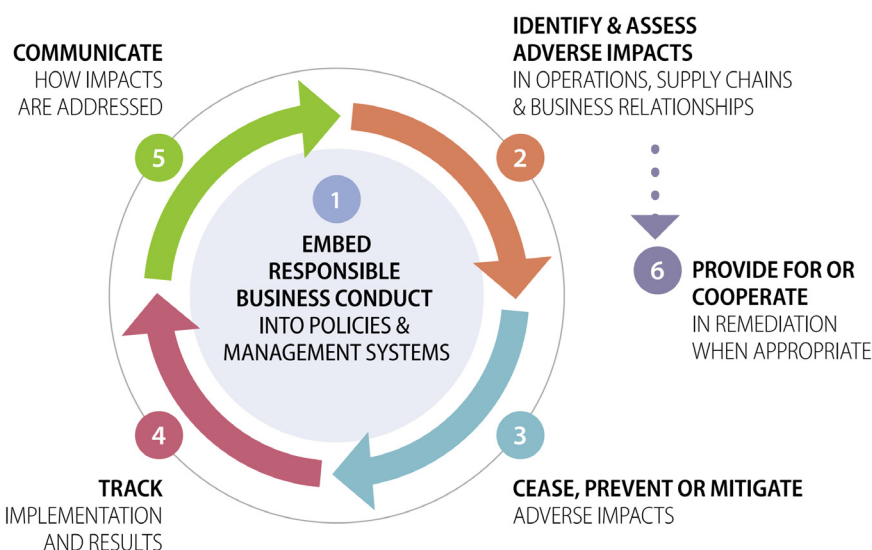 1
EMBED
RESPONSIBLE
BUSINESS CONDUCT
INTO POLICIES &
MANAGEMENT SYSTEMS
2
IDENTIFY & ASSESS
ADVERSE IMPACTS
IN OPERATIONS, SUPPLY CHAINS
& BUSINESS RELATIONSHIPS
3
CEASE, PREVENT OR MITIGATE
ADVERSE IMPACTS
4
TRACK
IMPLEMENTATION
AND RESULTS
5
COMMUNICATE
HOW IMPACTS
ARE ADDRESSED
6
PROVIDE FOR OR
COOPERATE
IN REMEDIATION
WHEN APPROPRIATE